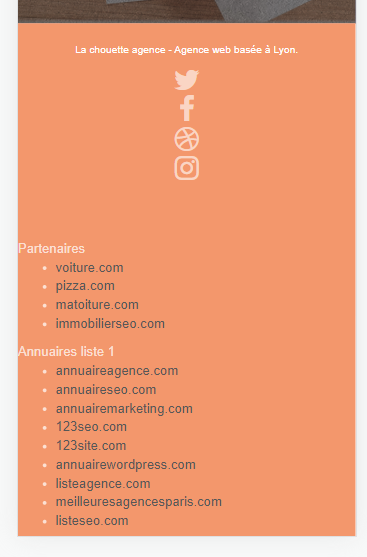 La chouette agence - Agence web basée à Lyon.
Partenaires
voiture.com
pizza.com
matoiture.com
immobilierseo.com
Annuaires liste 1
annuaireagence.com
annuaireseo.com
annuairemarketing.com
123seo.com
123site.com
annuairewordpress.com
listeagence.com
meilleuresagencesparis.com
listeseo.com